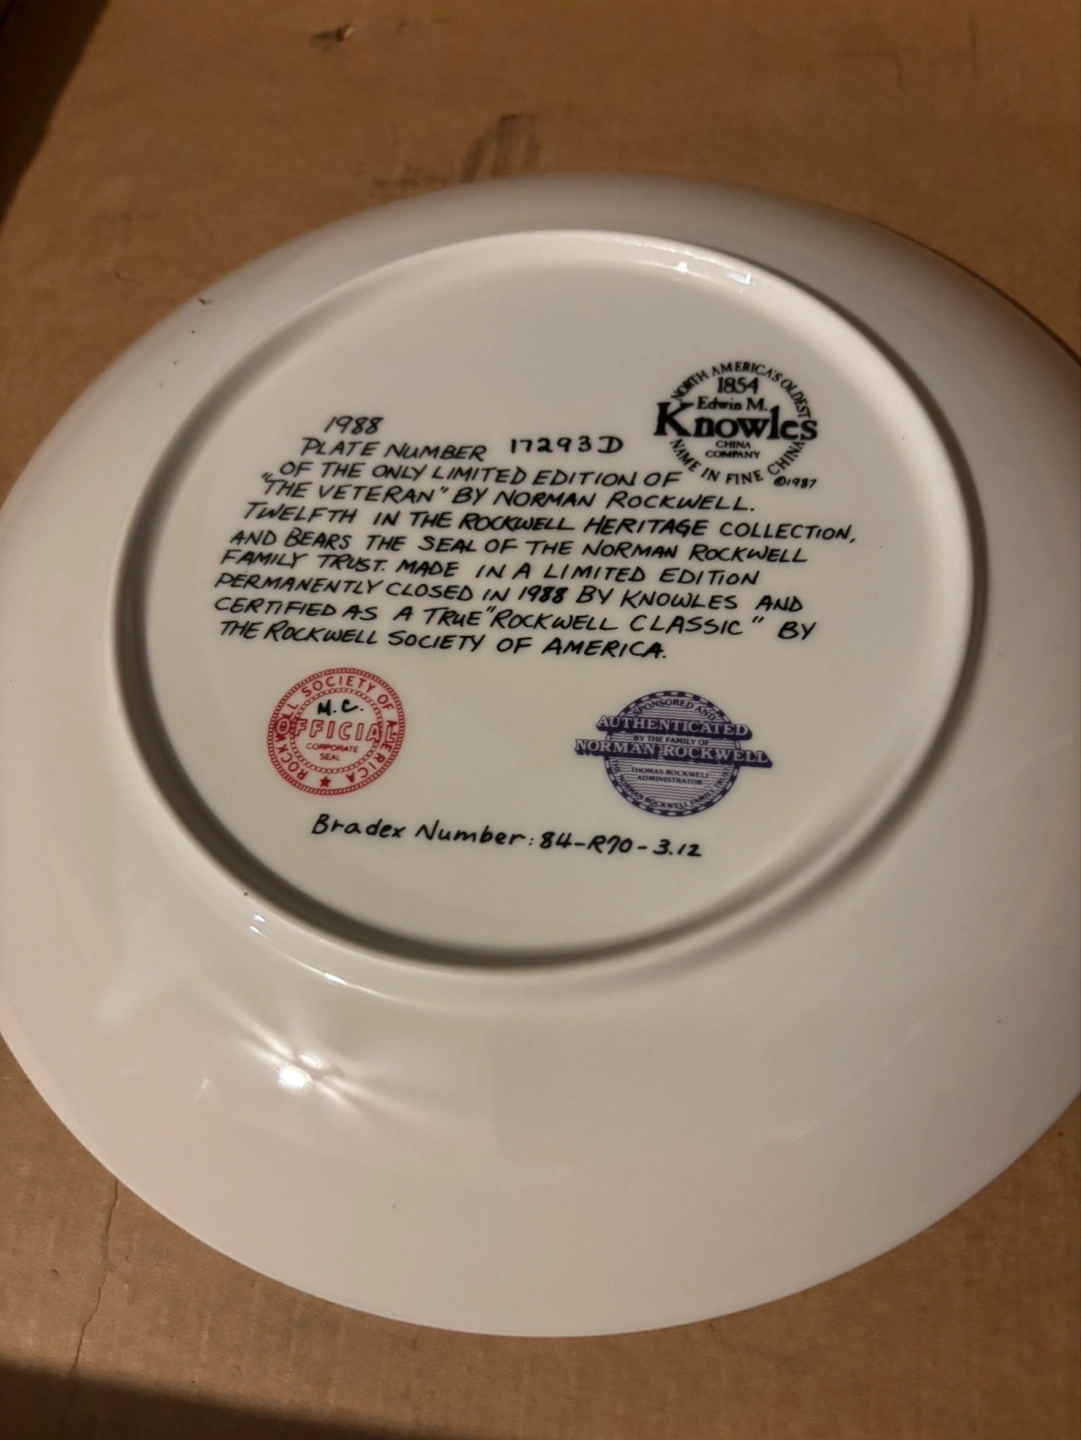 NORTH AMERICA'S OLDEST
1854
Edwin M.
Knowles
CHINA
COMPANY
NAME IN FINE CHINA
©1987
1988
PLATE NUMBER 17293D
OF THE ONLY LIMITED EDITION OF
"THE VETERAN" BY NORMAN ROCKWELL.
TWELFTH IN THE ROCKWELL HERITAGE COLLECTION,
AND BEARS THE SEAL OF THE NORMAN ROCKWELL
FAMILY TRUST. MADE IN A LIMITED EDITION
PERMANENTLY CLOSED IN 1988 BY KNOWLES AND
CERTIFIED AS A TRUE "ROCKWELL CLASSIC" BY
THE ROCKWELL SOCIETY OF AMERICA.
ROCKWELL SOCIETY OF AMERICA
M.C.
OFFICIAL
CORPORATE
SEAL
SPONSORED AND
AUTHENTICATED
BY THE FAMILY OF
NORMAN ROCKWELL
THOMAS ROCKWELL
ADMINISTRATOR
NORMAN ROCKWELL FAMILY TRUST
Bradex Number: 84-R70-3.12